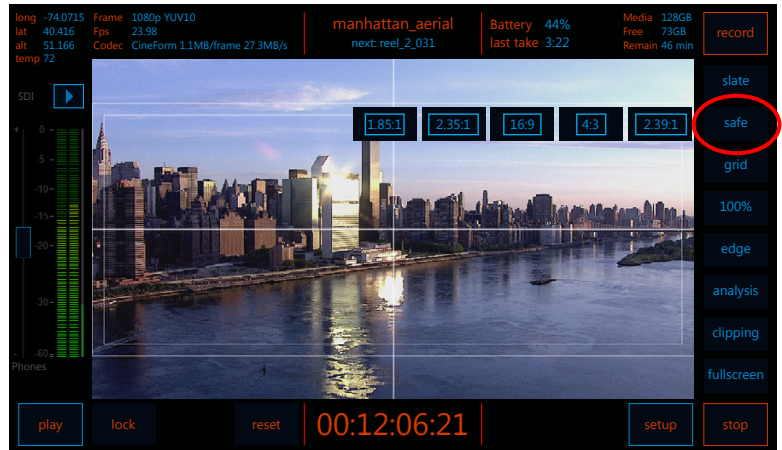 long -74.0715
lat 40.416
alt 51.166
temp 72
Frame 1080p YUV10
Fps 23.98
Codec CineForm 1.1MB/frame 27.3MB/s
manhattan_aerial
next: reel_2_031
Battery 44%
last take 3:22
Media 128GB
Free 73GB
Remain 46 min
record
SDI
slate
1.85:1 2.35:1 16:9 4:3 2.39:1
safe
grid
100%
edge
analysis
clipping
fullscreen
+ 0 -
5 -
-10-
-15-
-20-
30-
- -60-
Phones
play lock reset 00:12:06:21 setup stop